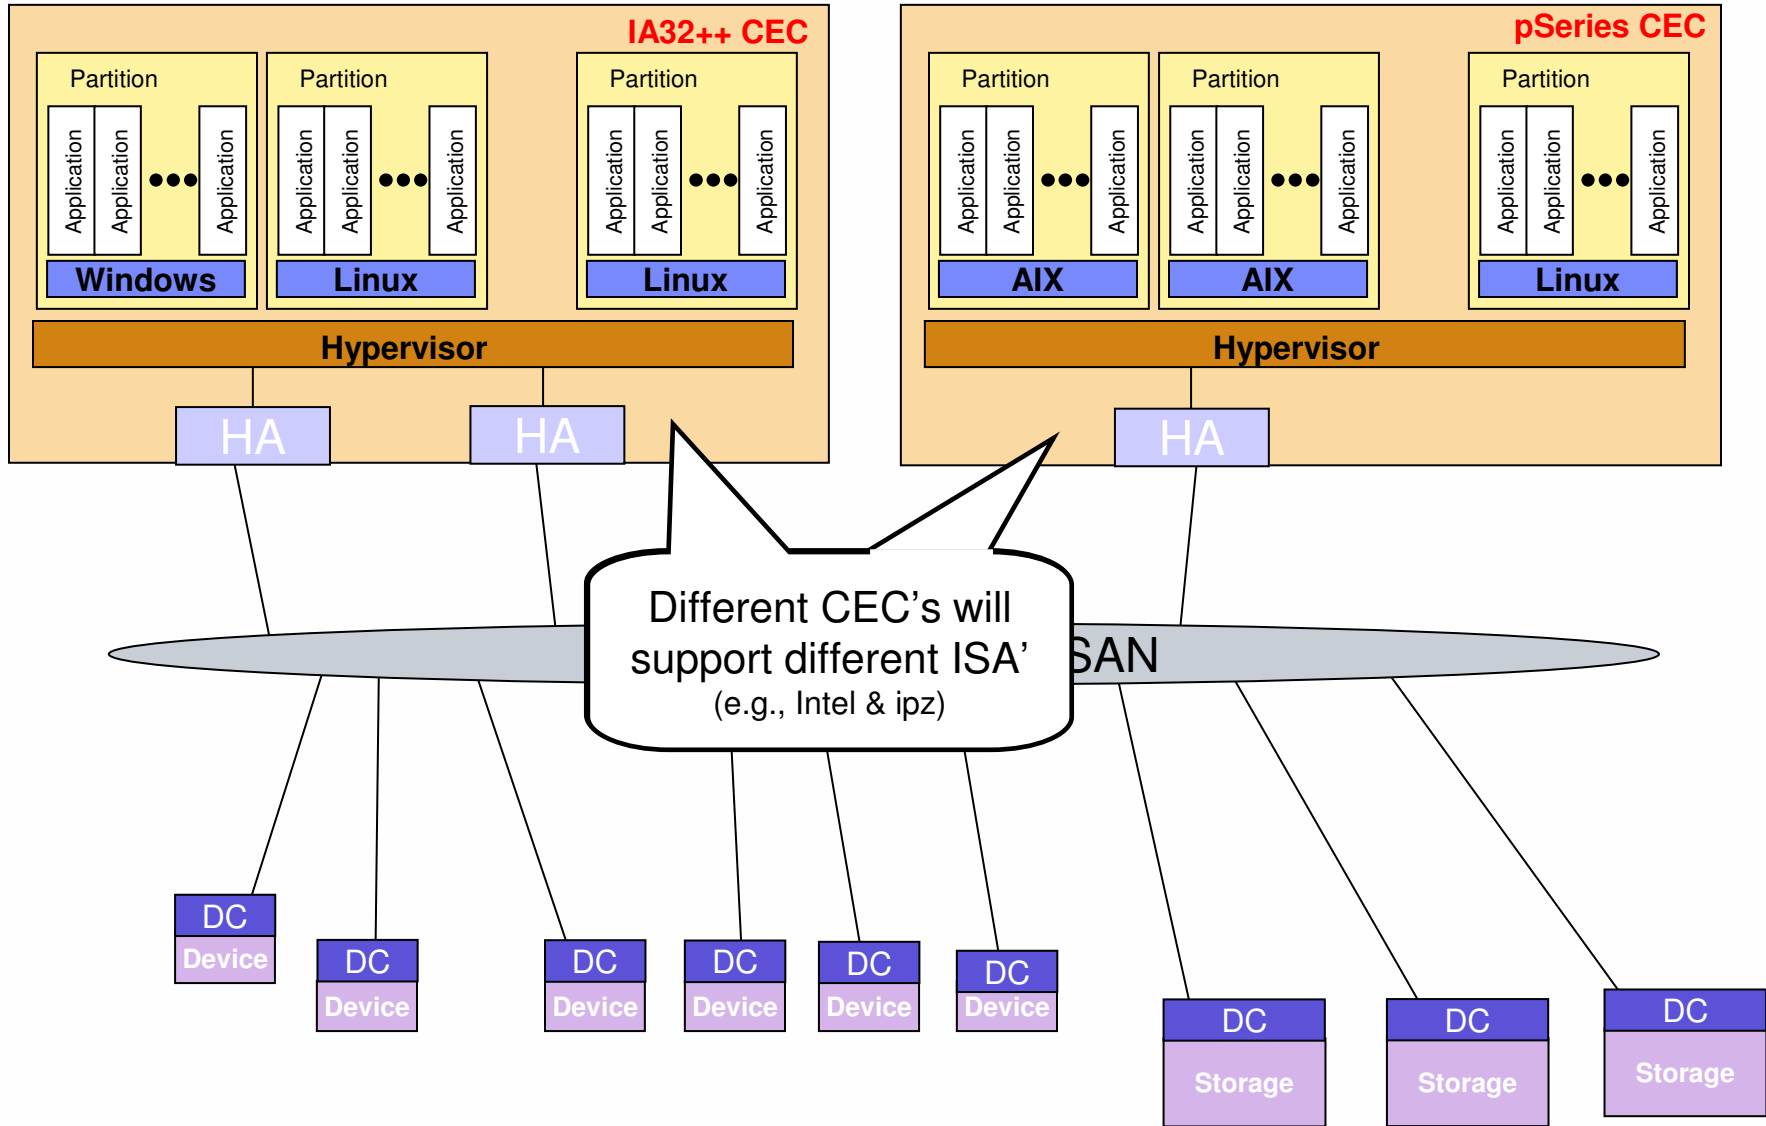 IA32++ CEC
Partition
Application
Application
Application
Windows
Partition
Application
Application
Application
Linux
Partition
Application
Application
Application
Linux
Hypervisor
HA
HA
pSeries CEC
Partition
Application
Application
Application
AIX
Partition
Application
Application
Application
AIX
Partition
Application
Application
Application
Linux
Hypervisor
HA
Different CEC’s will
support different ISA’
(e.g., Intel & ipz)
SAN
DC
Device
DC
Device
DC
Device
DC
Device
DC
Device
DC
Device
DC
Storage
DC
Storage
DC
Storage